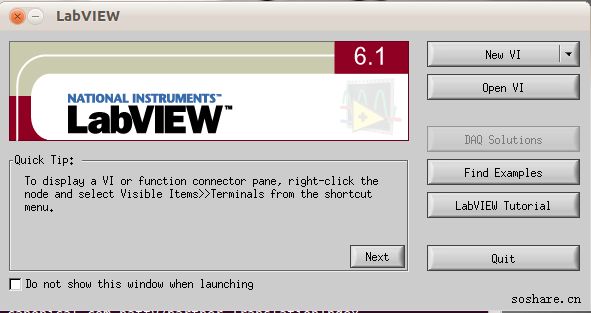 LabVIEW
6.1
NATIONAL INSTRUMENTS™
LabVIEW™
Quick Tip:
To display a VI or function connector pane, right-click the
node and select Visible Items>>Terminals from the shortcut
menu.
Next
Do not show this window when launching
New VI
Open VI
DAQ Solutions
Find Examples
LabVIEW Tutorial
Quit
soshare.cn